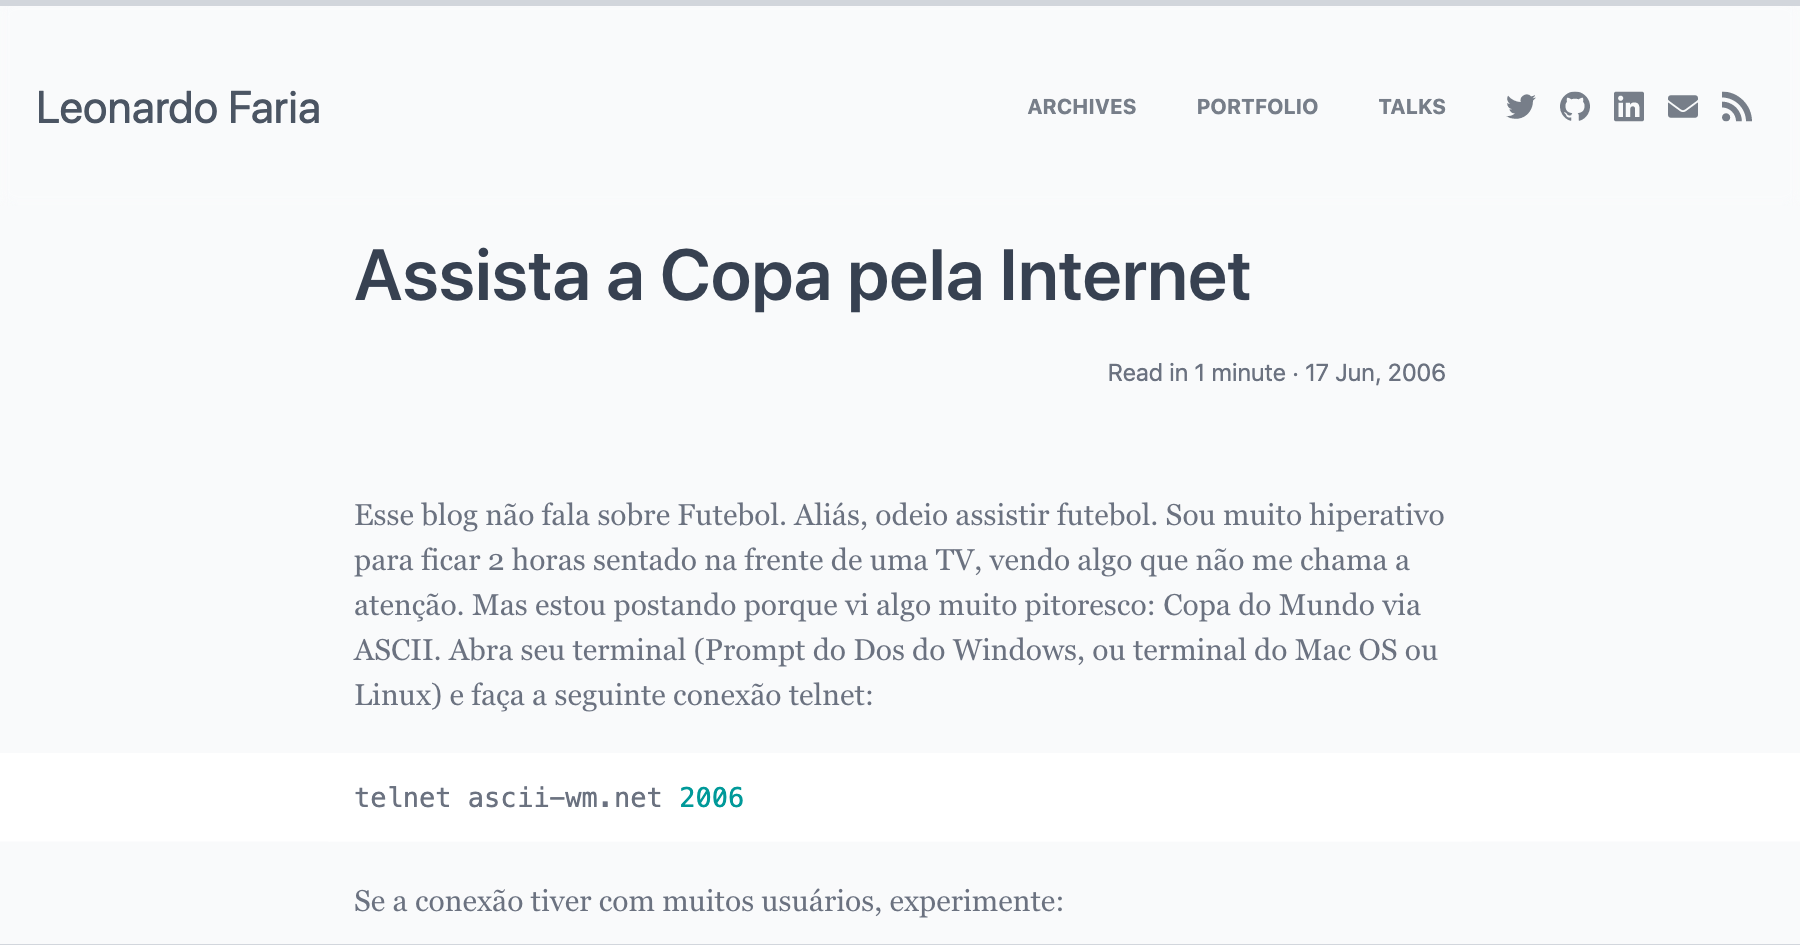 Leonardo Faria
ARCHIVES PORTFOLIO TALKS
Assista a Copa pela Internet
Read in 1 minute · 17 Jun, 2006
Esse blog não fala sobre Futebol. Aliás, odeio assistir futebol. Sou muito hiperativo
para ficar 2 horas sentado na frente de uma TV, vendo algo que não me chama a
atenção. Mas estou postando porque vi algo muito pitoresco: Copa do Mundo via
ASCII. Abra seu terminal (Prompt do Dos do Windows, ou terminal do Mac OS ou
Linux) e faça a seguinte conexão telnet:
telnet ascii-wm.net 2006
Se a conexão tiver com muitos usuários, experimente: